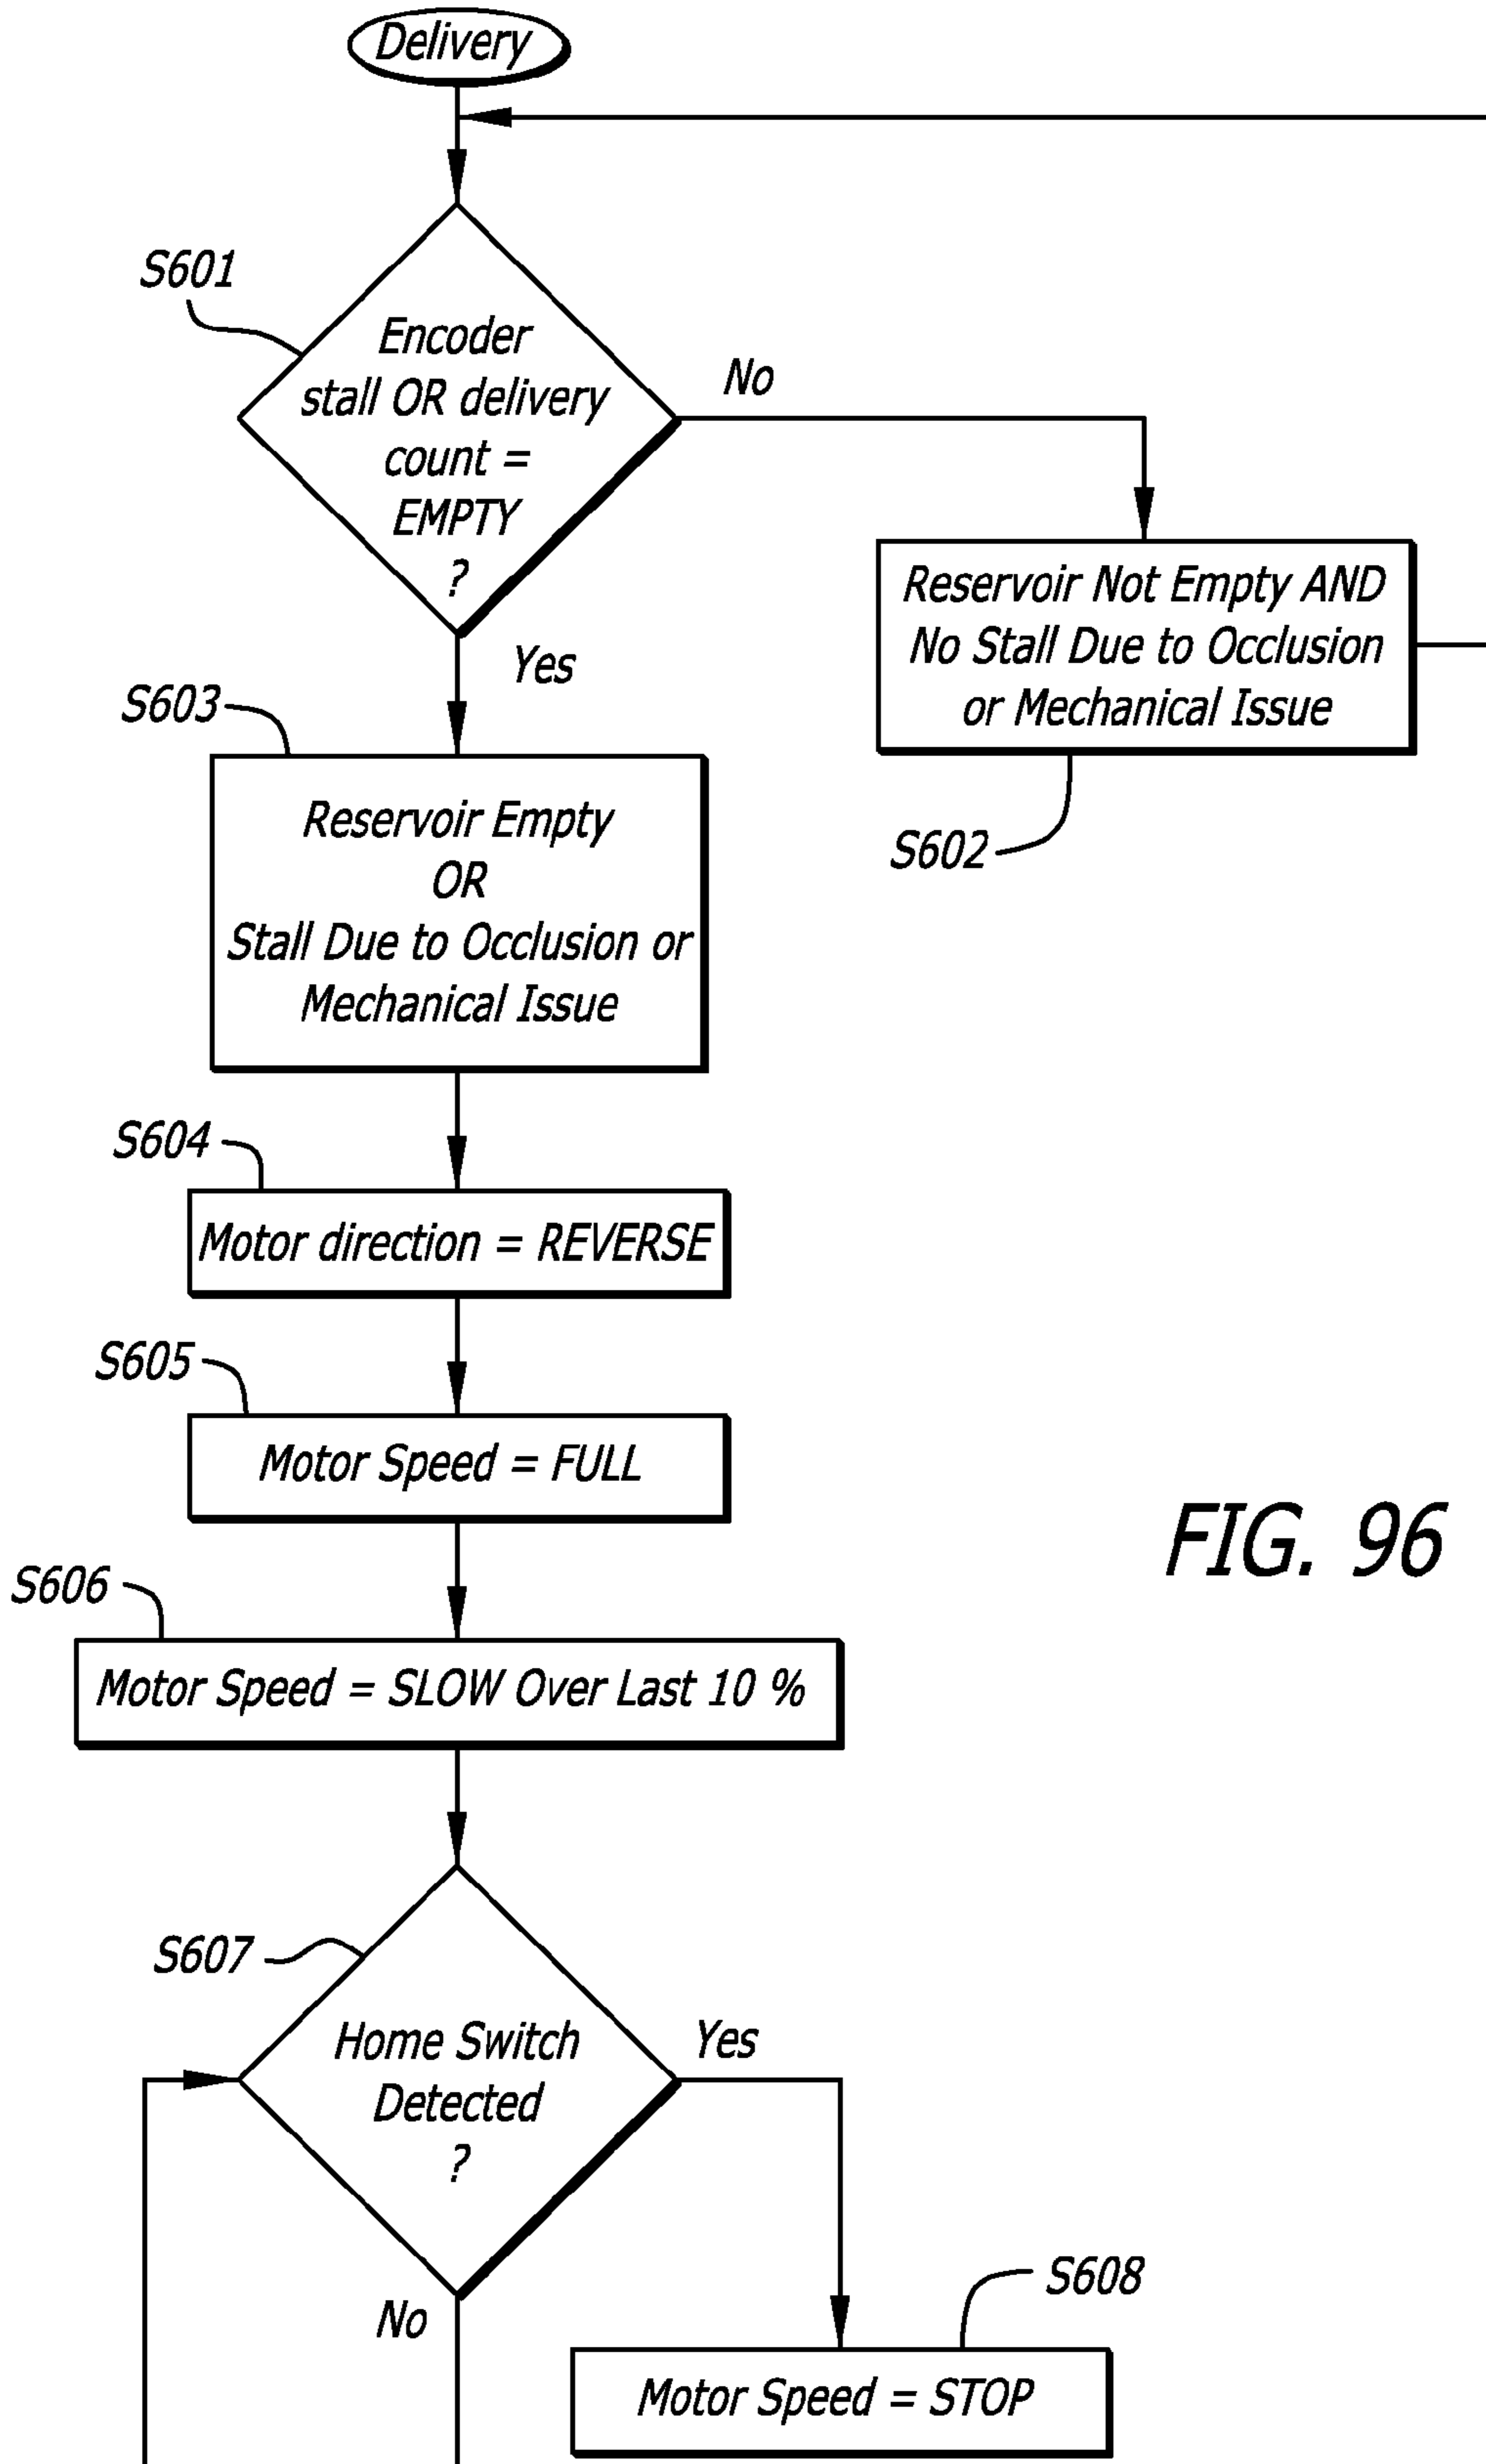 Delivery
S601
Encoder
stall OR delivery
count =
EMPTY
?
No
Yes
Reservoir Not Empty AND
No Stall Due to Occlusion
or Mechanical Issue
S602
S603
Reservoir Empty
OR
Stall Due to Occlusion or
Mechanical Issue
S604
Motor direction = REVERSE
S605
Motor Speed = FULL
FIG. 96
S606
Motor Speed = SLOW Over Last 10 %
S607
Home Switch
Detected
?
Yes
No
S608
Motor Speed = STOP